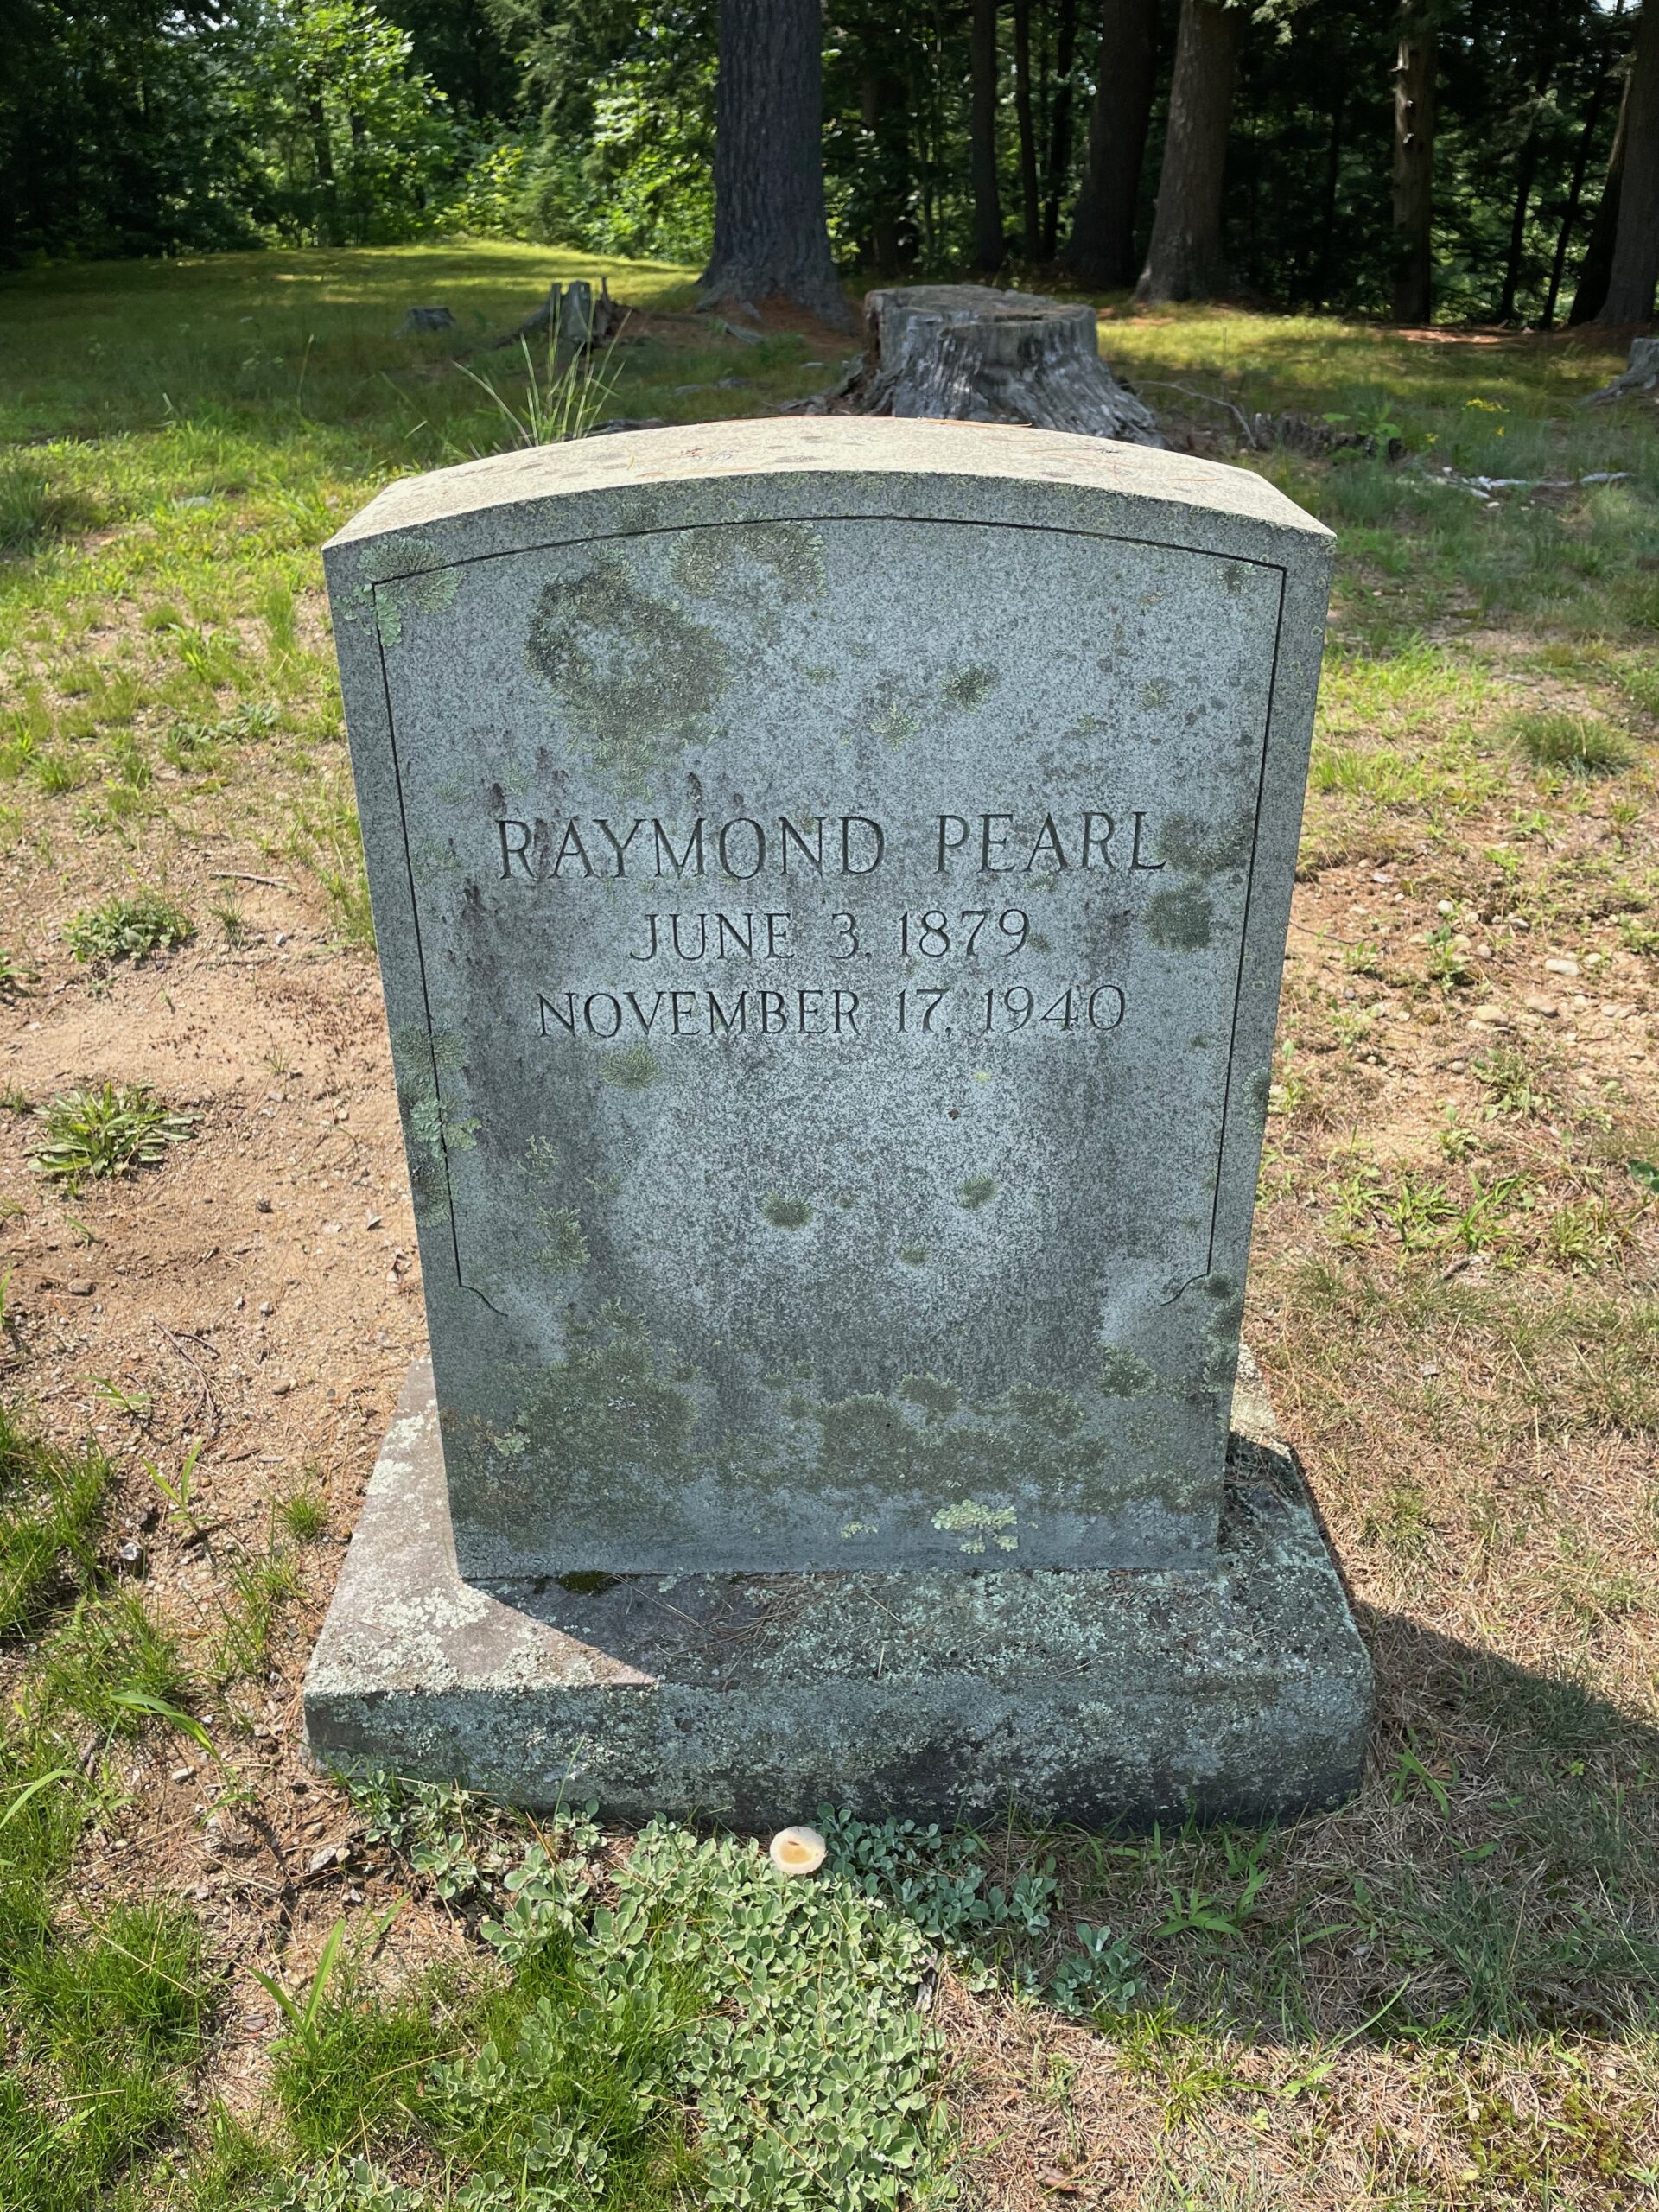 RAYMOND PEARL
JUNE 3, 1879
NOVEMBER 17, 1940